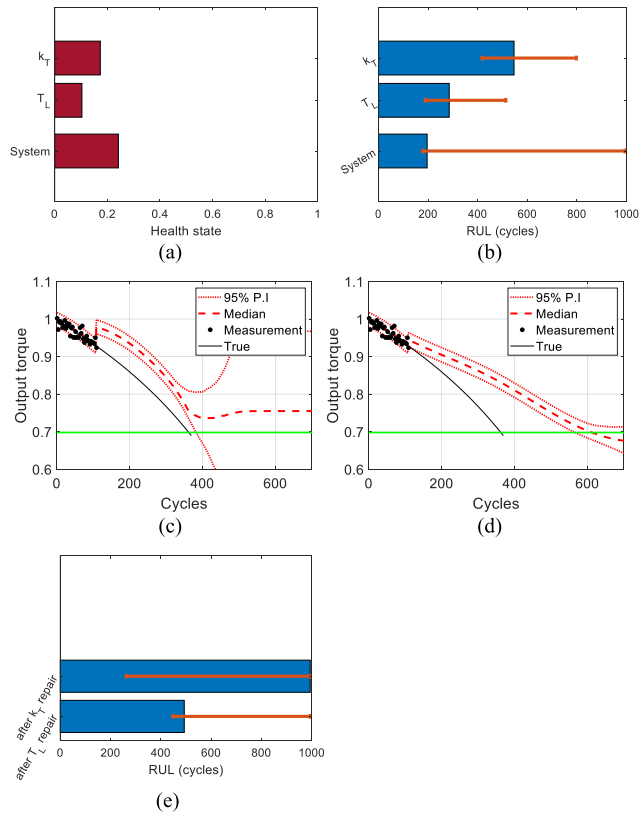 k_T
T_L
System
0 0.2 0.4 0.6 0.8 1
Health state
(a)
k_T
T_L
System
0 200 400 600 800 1000
RUL (cycles)
(b)
1.1
1
0.9
0.8
0.7
0.6
Output torque
95% P.I
Median
Measurement
True
0 200 400 600
Cycles
(c)
1.1
1
0.9
0.8
0.7
0.6
Output torque
95% P.I
Median
Measurement
True
0 200 400 600
Cycles
(d)
after k_T repair
after T_L repair
0 200 400 600 800 1000
RUL (cycles)
(e)